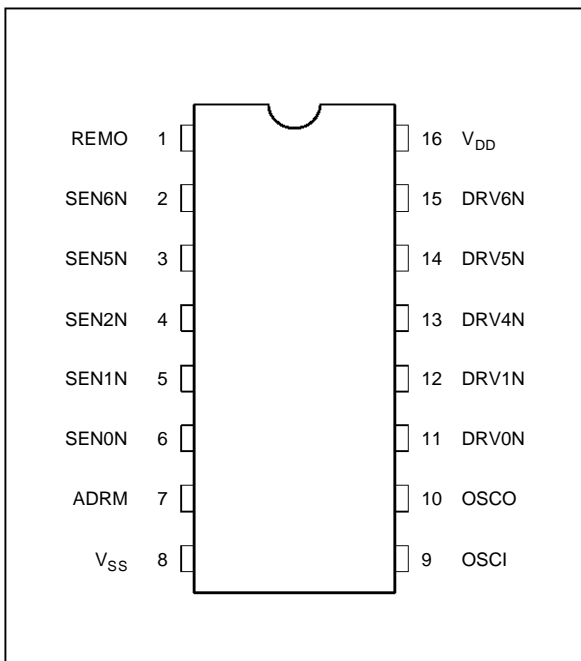 REMO 1 16 VDD
SEN6N 2 15 DRV6N
SEN5N 3 14 DRV5N
SEN2N 4 13 DRV4N
SEN1N 5 12 DRV1N
SEN0N 6 11 DRV0N
ADRM 7 10 OSCO
VSS 8 9 OSCI